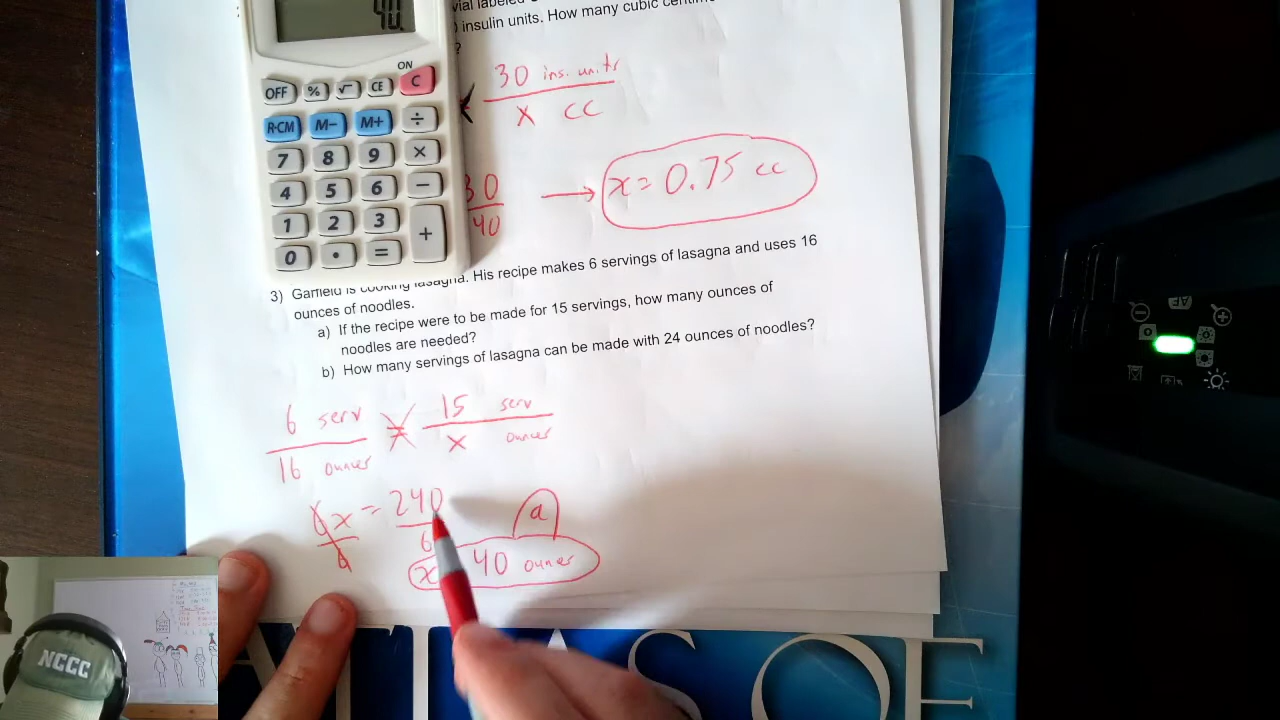 40.
vial labeled
insulin units. How many cubic
?
30 ins. units
x cc
30
40
→ x = 0.75 cc
ON
OFF % √ CE C
R·CM M− M+ ÷
7 8 9 ×
4 5 6 −
1 2 3 +
0 • =
3) Garfield is cooking lasagna. His recipe makes 6 servings of lasagna and uses 16
ounces of noodles.
a) If the recipe were to be made for 15 servings, how many ounces of
noodles are needed?
b) How many servings of lasagna can be made with 24 ounces of noodles?
6 serv = 15 serv
16 ounces x ounces
6x = 240
6 6
a
x 40 ounces
NCCC
AF